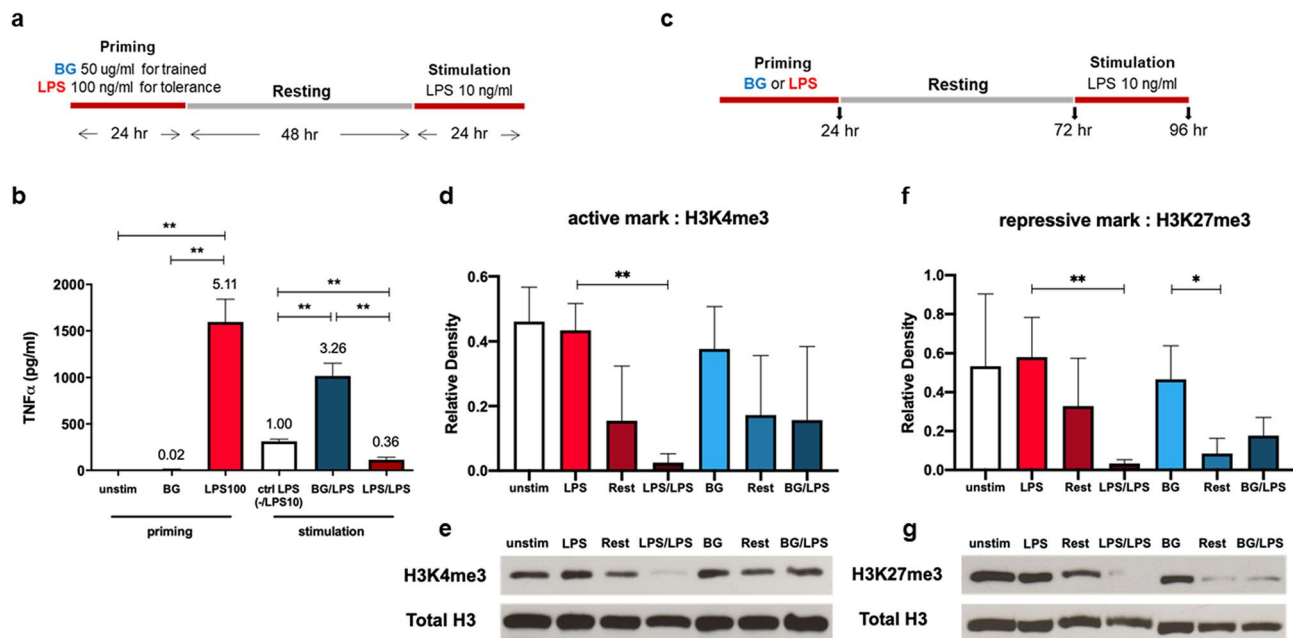 a
Priming
BG 50 ug/ml for trained
LPS 100 ng/ml for tolerance
Resting
Stimulation
LPS 10 ng/ml
24 hr
48 hr
24 hr
c
Priming
BG or LPS
Resting
Stimulation
LPS 10 ng/ml
24 hr
72 hr
96 hr
b
TNFα (pg/ml)
2000
1500
1000
500
0
**
**
5.11
0.02
**
**
**
3.26
1.00
0.36
unstim
BG
LPS100
ctrl LPS
(-/LPS10)
BG/LPS
LPS/LPS
priming
stimulation
d
active mark : H3K4me3
Relative Density
0.6
0.4
0.2
0.0
**
unstim
LPS
Rest
LPS/LPS
BG
Rest
BG/LPS
f
repressive mark : H3K27me3
Relative Density
1.0
0.8
0.6
0.4
0.2
0.0
**
*
unstim
LPS
Rest
LPS/LPS
BG
Rest
BG/LPS
e
unstim LPS Rest LPS/LPS BG Rest BG/LPS
H3K4me3
Total H3
g
unstim LPS Rest LPS/LPS BG Rest BG/LPS
H3K27me3
Total H3